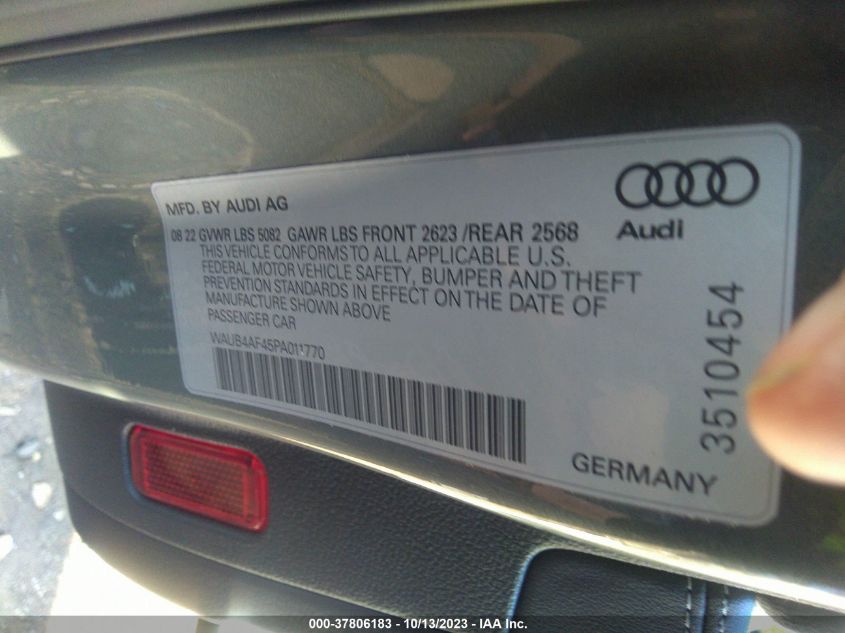 MFD. BY AUDI AG
08 22 GVWR LBS 5082 GAWR LBS FRONT 2623 /REAR 2568
THIS VEHICLE CONFORMS TO ALL APPLICABLE U.S.
FEDERAL MOTOR VEHICLE SAFETY, BUMPER AND THEFT
PREVENTION STANDARDS IN EFFECT ON THE DATE OF
MANUFACTURE SHOWN ABOVE
PASSENGER CAR
WAUB4AF45PA011770
Audi
3510454
GERMANY
000-37806183 - 10/13/2023 - IAA Inc.